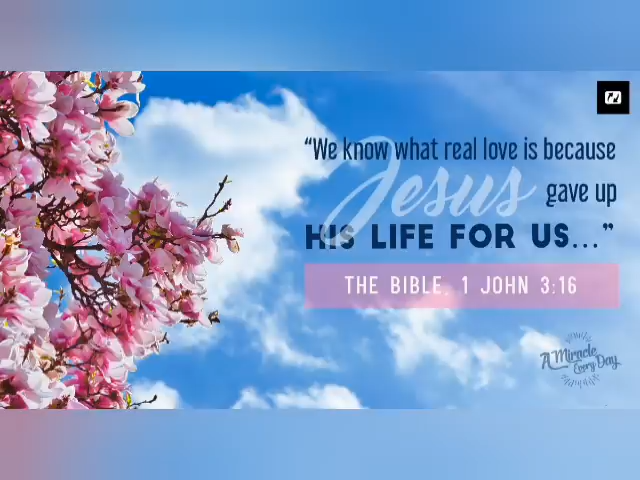 “We know what real love is because
Jesus gave up
HIS LIFE FOR US...”
THE BIBLE, 1 JOHN 3:16
A Miracle
Every Day